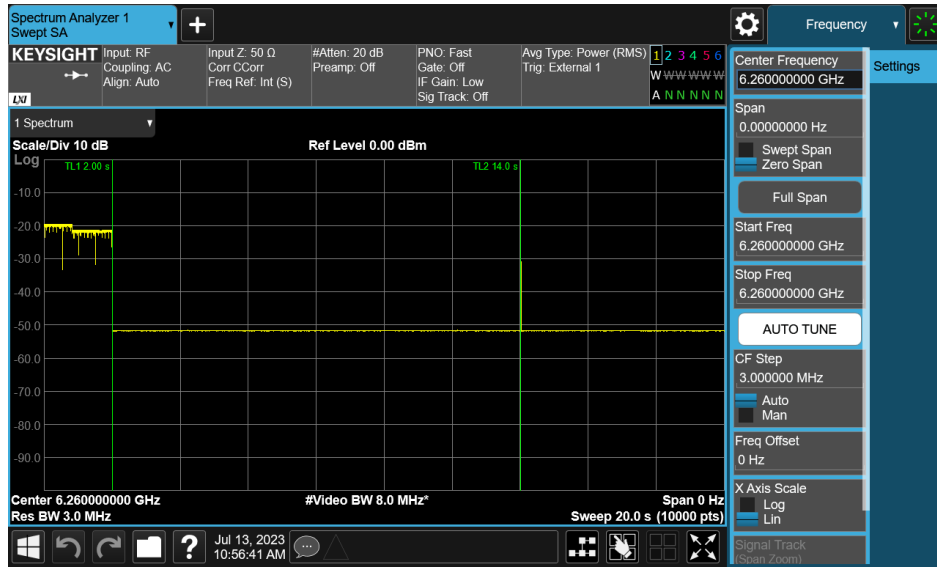 Spectrum Analyzer 1
Swept SA
Frequency
KEYSIGHT
LXI
Input: RF
Coupling: AC
Align: Auto
Input Z: 50 Ω
Corr CCorr
Freq Ref: Int (S)
#Atten: 20 dB
Preamp: Off
PNO: Fast
Gate: Off
IF Gain: Low
Sig Track: Off
Avg Type: Power (RMS)
Trig: External 1
1 2 3 4 5 6
W W W W W W
A N N N N N
Center Frequency
6.260000000 GHz
Settings
Span
0.00000000 Hz
Swept Span
Zero Span
Full Span
Start Freq
6.260000000 GHz
Stop Freq
6.260000000 GHz
AUTO TUNE
CF Step
3.000000 MHz
Auto
Man
Freq Offset
0 Hz
X Axis Scale
Log
Lin
Signal Track
(Span Zoom)
1 Spectrum
Scale/Div 10 dB
Ref Level 0.00 dBm
Log
TL1 2.00 s
TL2 14.0 s
-10.0
-20.0
-30.0
-40.0
-50.0
-60.0
-70.0
-80.0
-90.0
Center 6.260000000 GHz
#Video BW 8.0 MHz*
Span 0 Hz
Res BW 3.0 MHz
Sweep 20.0 s (10000 pts)
?
Jul 13, 2023
10:56:41 AM